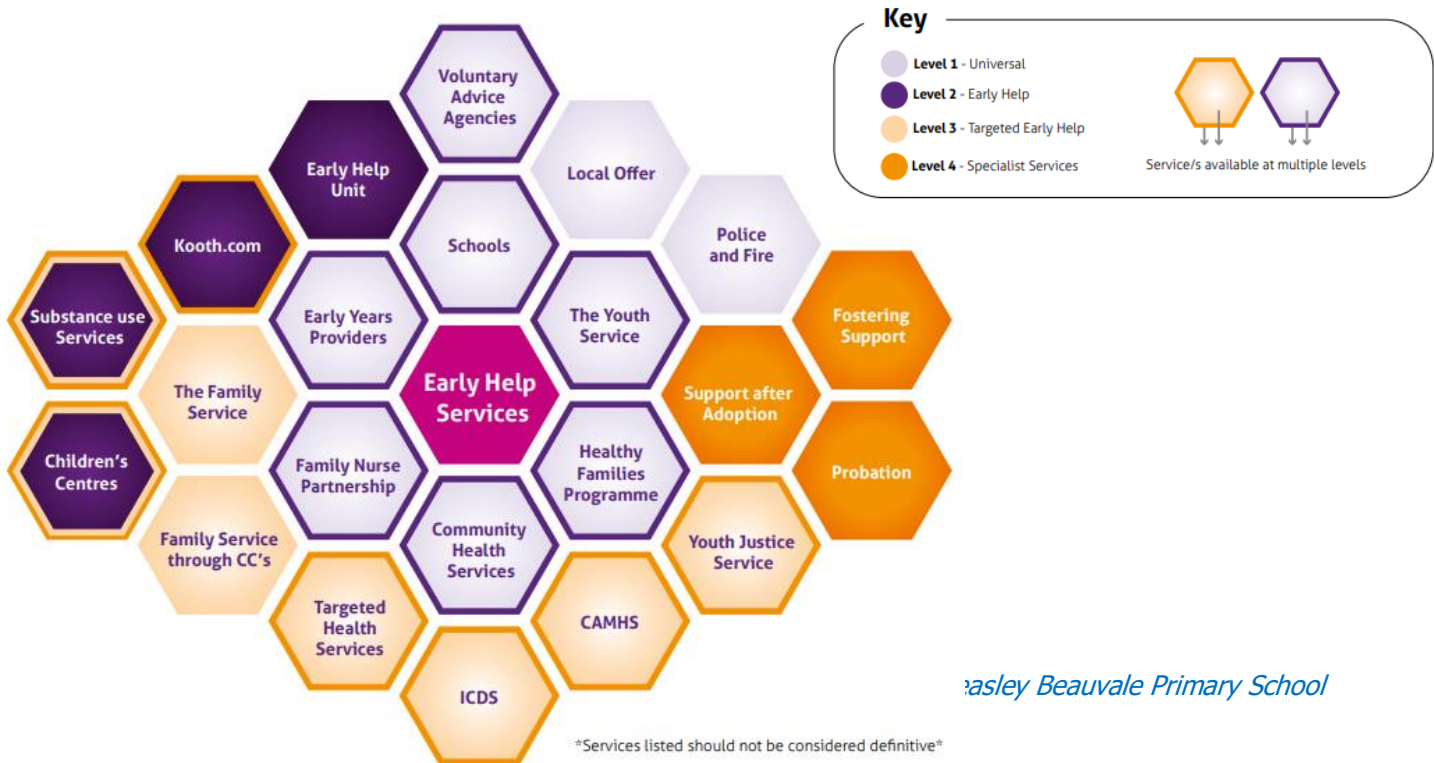 Key
Level 1 - Universal
Level 2 - Early Help
Level 3 - Targeted Early Help
Level 4 - Specialist Services
Service/s available at multiple levels
Voluntary
Advice
Agencies
Early Help
Unit
Local Offer
Kooth.com
Schools
Police
and Fire
Substance use
Services
Early Years
Providers
The Youth
Service
Fostering
Support
The Family
Service
Early Help
Services
Support after
Adoption
Children's
Centres
Family Nurse
Partnership
Healthy
Families
Programme
Probation
Family Service
through CC's
Community
Health
Services
Youth Justice
Service
Targeted
Health
Services
CAMHS
ICDS
easley Beauvale Primary School
*Services listed should not be considered definitive*